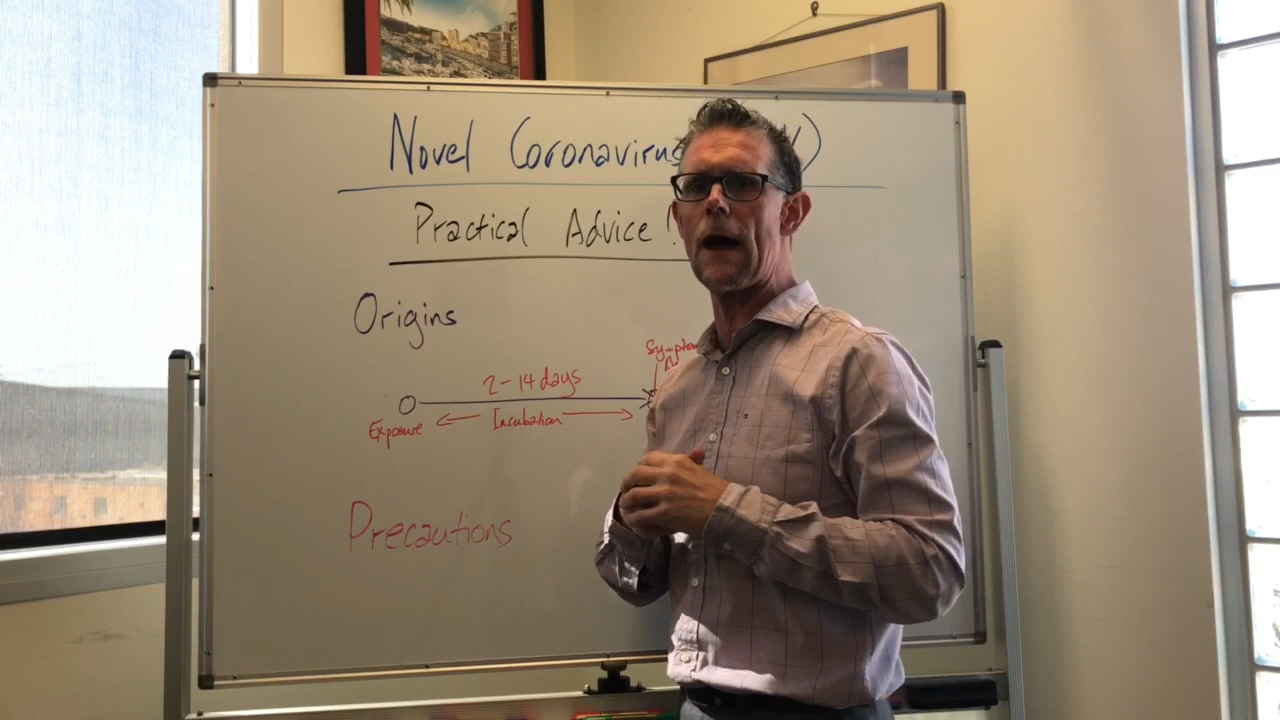 Novel Coronavirus )
Practical Advice !
Origins
2-14 days
Exposure
Incubation
Precautions